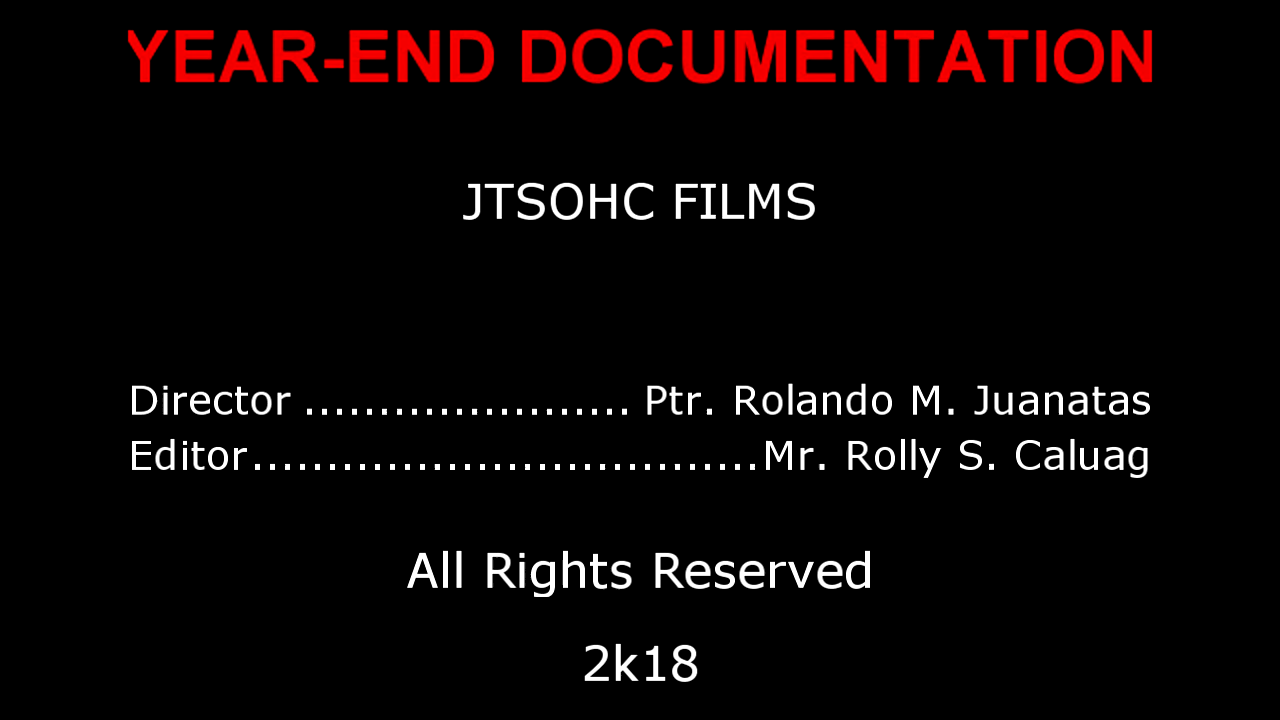 YEAR-END DOCUMENTATION
JTSOHC FILMS
Director ...................... Ptr. Rolando M. Juanatas
Editor..................................Mr. Rolly S. Caluag
All Rights Reserved
2k18